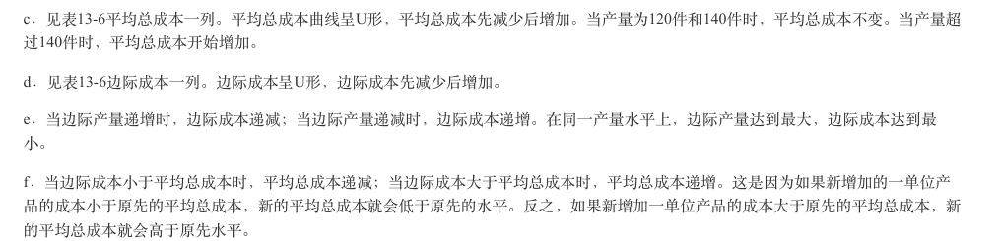 c．见表13-6平均总成本一列。平均总成本曲线呈U形，平均总成本先减少后增加。当产量为120件和140件时，平均总成本不变。当产量超
过140件时，平均总成本开始增加。
d．见表13-6边际成本一列。边际成本呈U形，边际成本先减少后增加。
e．当边际产量递增时，边际成本递减；当边际产量递减时，边际成本递增。在同一产量水平上，边际产量达到最大，边际成本达到最
小。
f．当边际成本小于平均总成本时，平均总成本递减；当边际成本大于平均总成本时，平均总成本递增。这是因为如果新增加的一单位产
品的成本小于原先的平均总成本，新的平均总成本就会低于原先的水平。反之，如果新增加一单位产品的成本大于原先的平均总成本，新
的平均总成本就会高于原先水平。